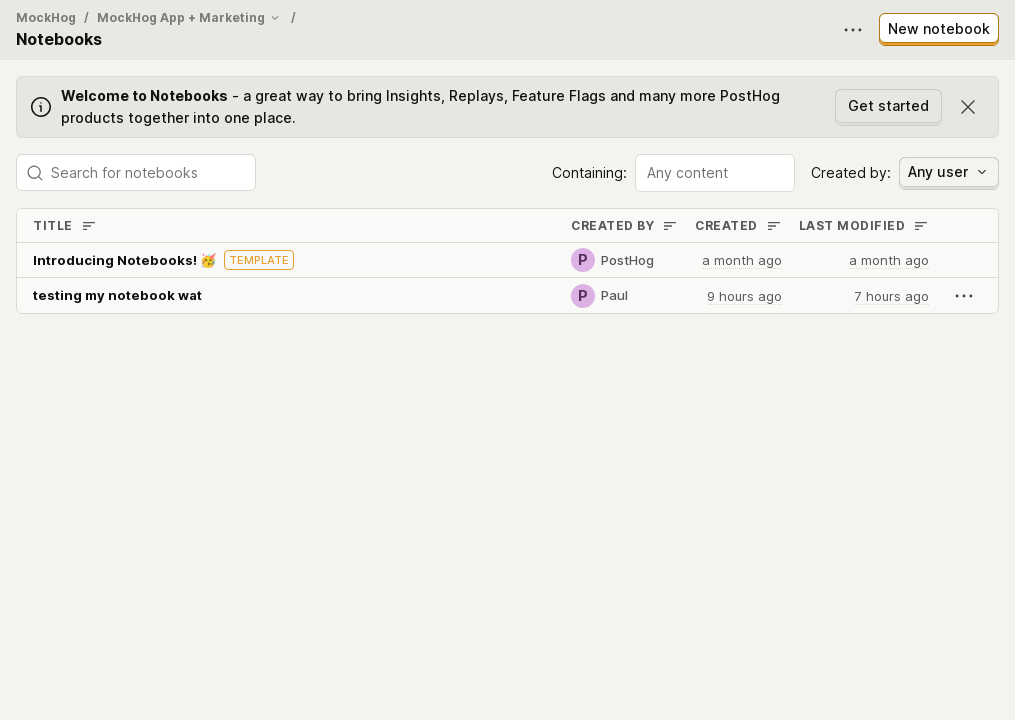 MockHog / MockHog App + Marketing /
Notebooks
New notebook
Welcome to Notebooks - a great way to bring Insights, Replays, Feature Flags and many more PostHog
products together into one place.
Get started
Search for notebooks
Containing:
Any content
Created by:
Any user
TITLE CREATED BY CREATED LAST MODIFIED
Introducing Notebooks! 🥳 TEMPLATE P PostHog a month ago a month ago
testing my notebook wat P Paul 9 hours ago 7 hours ago